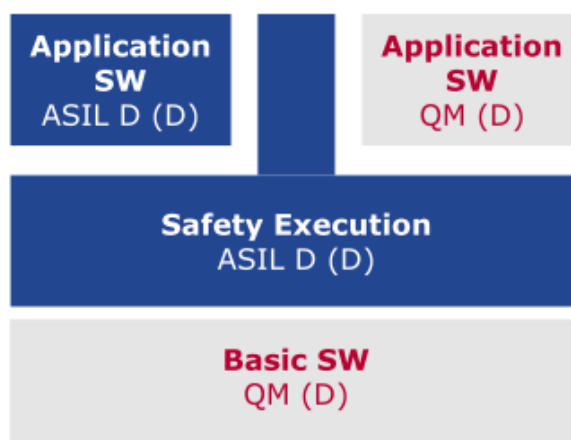 Application
SW
ASIL D (D)
Application
SW
QM (D)
Safety Execution
ASIL D (D)
Basic SW
QM (D)